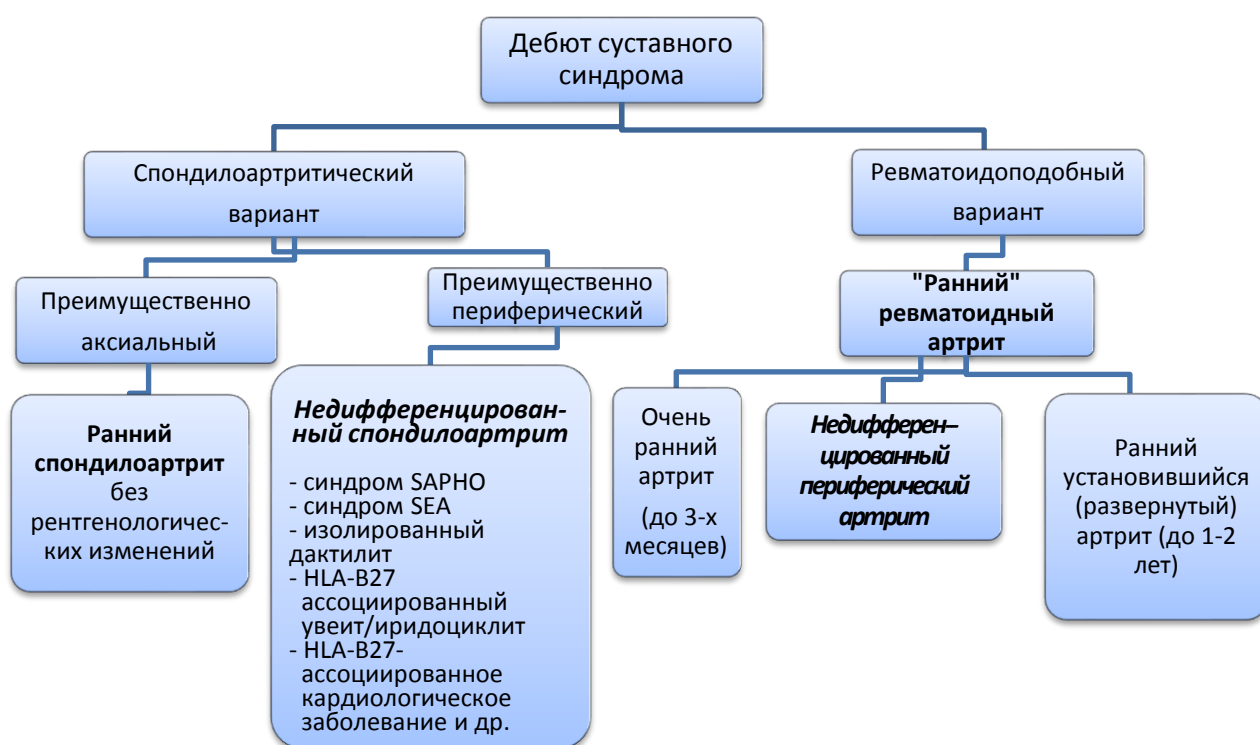 Дебют суставного
синдрома
Спондилоартритический
вариант
Ревматоидоподобный
вариант
Преимущественно
аксиальный
Преимущественно
периферический
"Ранний"
ревматоидный
артрит
Ранний
спондилоартрит
без
рентгенологичес-
ких изменений
Недифференцирован-
ный спондилоартрит
- синдром SAPHO
- синдром SEA
- изолированный
дактилит
- HLA-B27
ассоциированный
увеит/иридоциклит
- HLA-B27-
ассоциированное
кардиологическое
заболевание и др.
Очень
ранний
артрит
(до 3-х
месяцев)
Недифферен–
цированный
периферический
артрит
Ранний
установившийся
(развернутый)
артрит (до 1-2
лет)